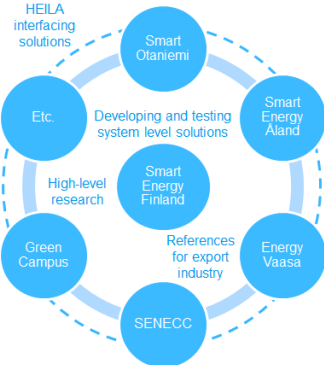 HEILA
interfacing
solutions
Smart
Otaniemi
Etc.
Developing and testing
system level solutions
Smart
Energy
Åland
High-level
research
Smart
Energy
Finland
Green
Campus
References
for export
industry
Energy
Vaasa
SENECC